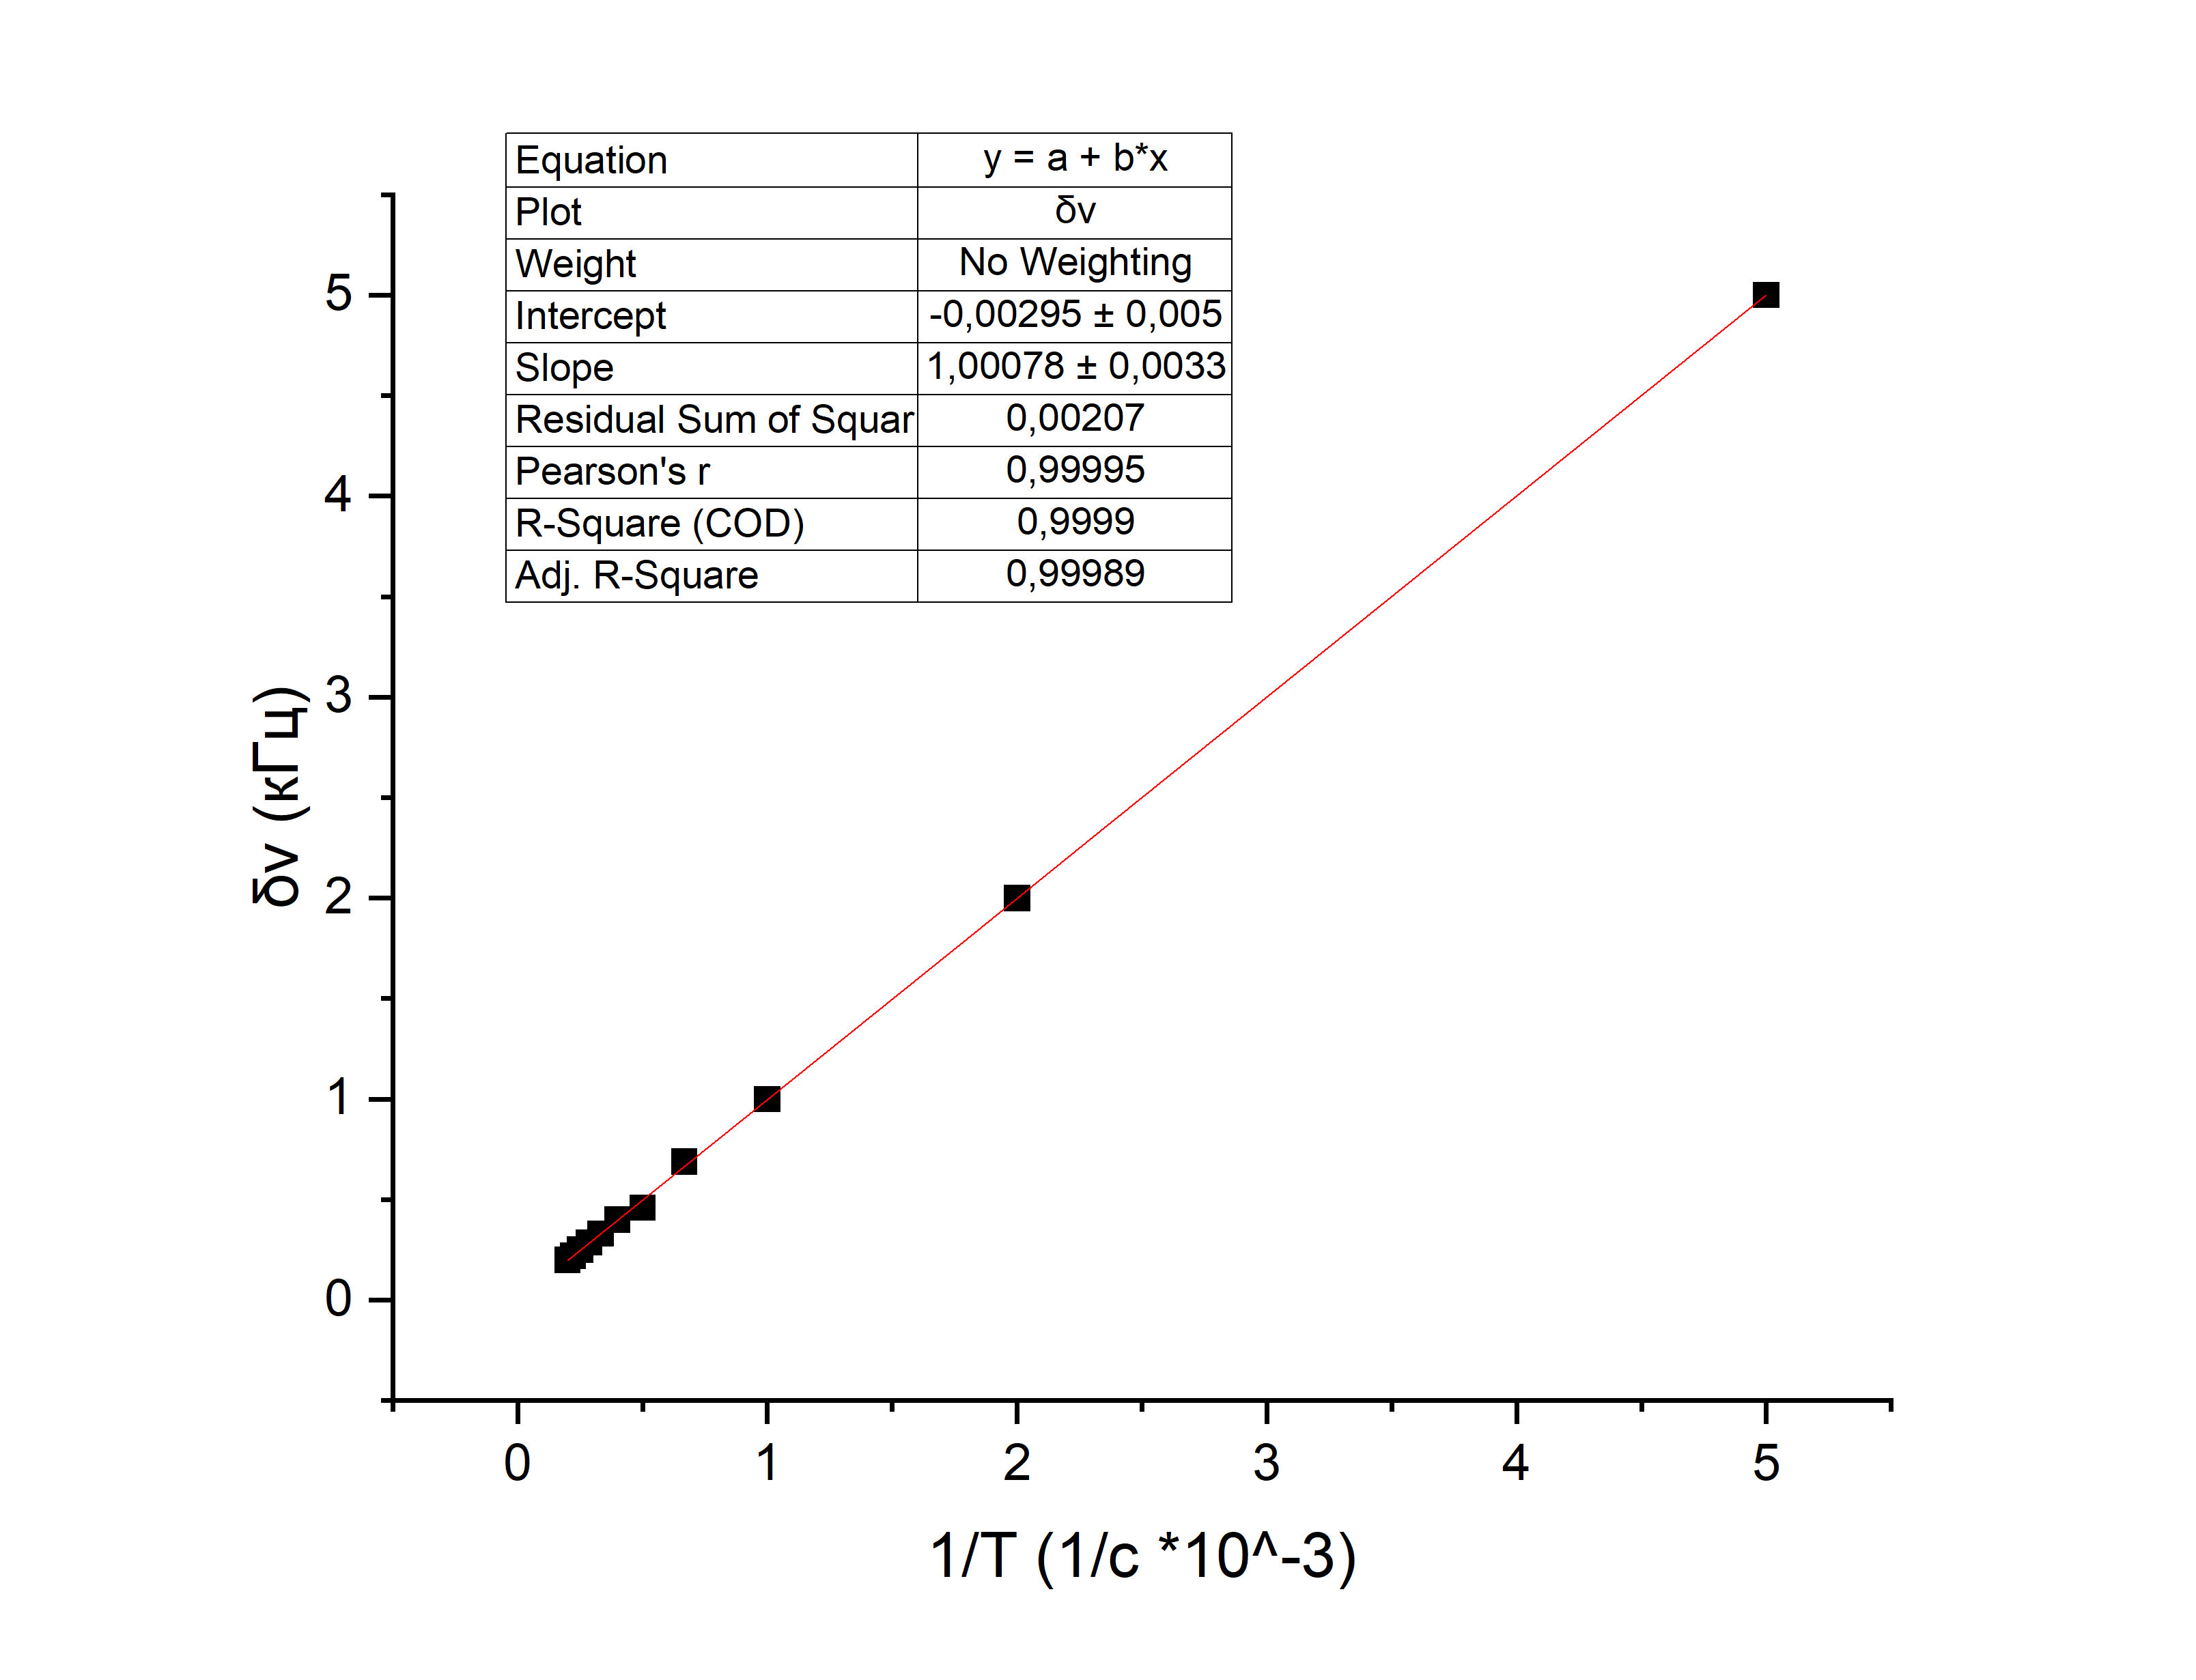 Equation y = a + b*x
Plot δν
Weight No Weighting
Intercept -0,00295 ± 0,005
Slope 1,00078 ± 0,0033
Residual Sum of Squar 0,00207
Pearson's r 0,99995
R-Square (COD) 0,9999
Adj. R-Square 0,99989
5
4
3
2
1
0
δν (кГц)
0 1 2 3 4 5
1/T (1/c *10^-3)